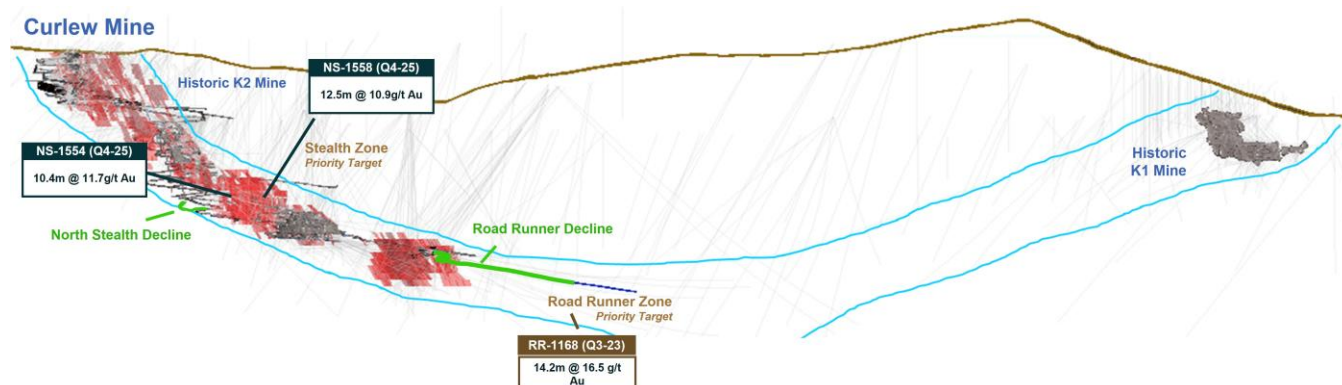 Curlew Mine
NS-1558 (Q4-25)
12.5m @ 10.9g/t Au
Historic K2 Mine
Stealth Zone
Priority Target
NS-1554 (Q4-25)
10.4m @ 11.7g/t Au
Historic
K1 Mine
North Stealth Decline
Road Runner Decline
Road Runner Zone
Priority Target
RR-1168 (Q3-23)
14.2m @ 16.5 g/t
Au